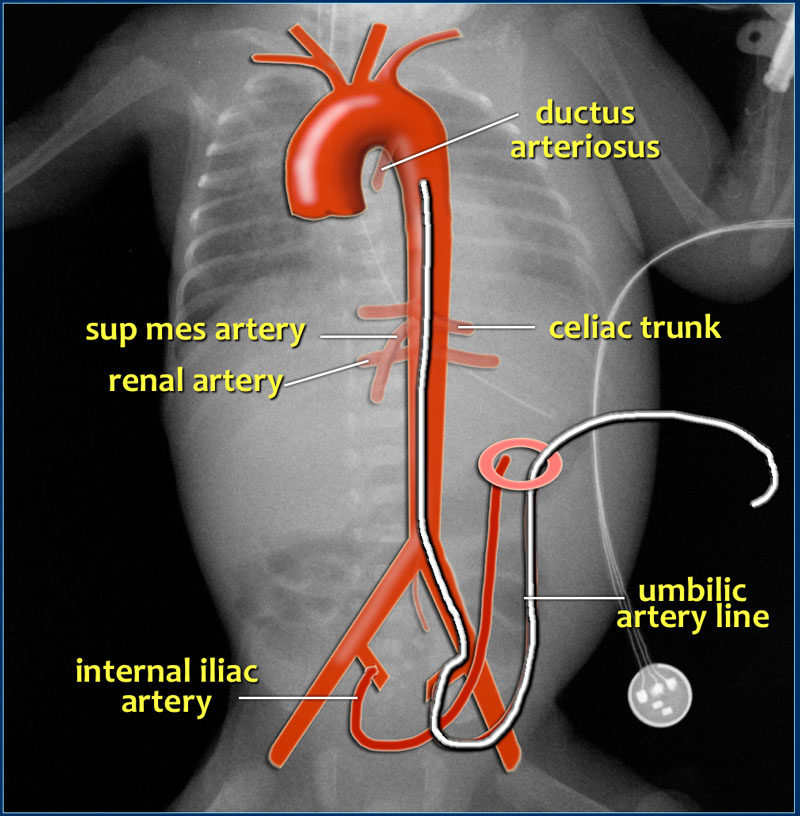 ductus
arteriosus
sup mes artery
celiac trunk
renal artery
umbilic
artery line
internal iliac
artery